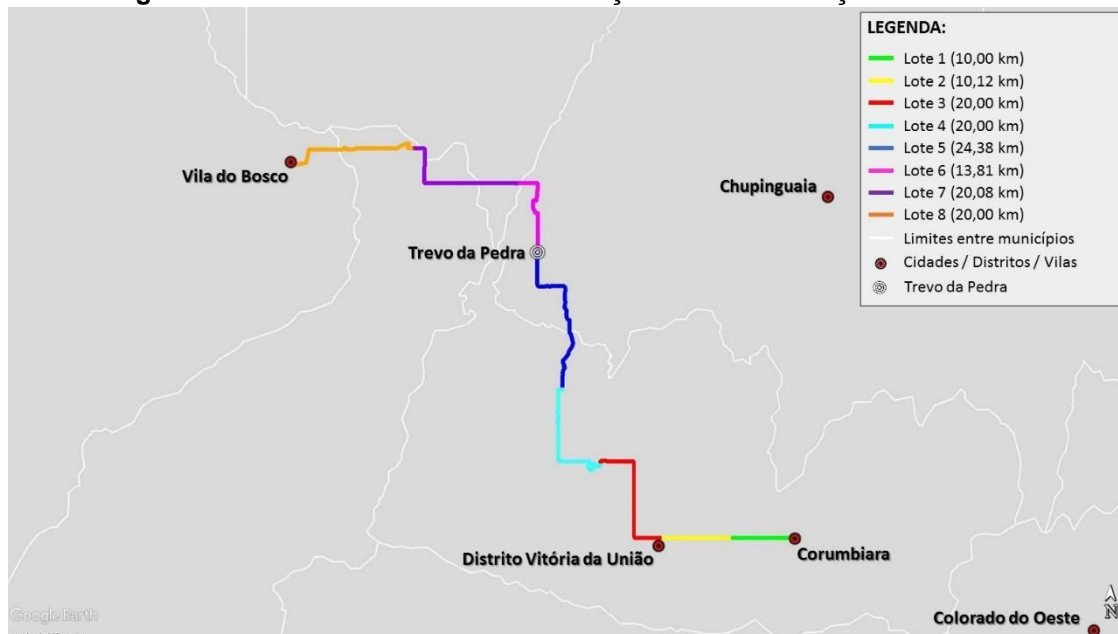 LEGENDA:
Lote 1 (10,00 km)
Lote 2 (10,12 km)
Lote 3 (20,00 km)
Lote 4 (20,00 km)
Lote 5 (24,38 km)
Lote 6 (13,81 km)
Lote 7 (20,08 km)
Lote 8 (20,00 km)
Limites entre municípios
Cidades / Distritos / Vilas
Trevo da Pedra
Vila do Bosco
Chupinguaia
Trevo da Pedra
Distrito Vitória da União
Corumbiara
Colorado do Oeste
N
Google Earth